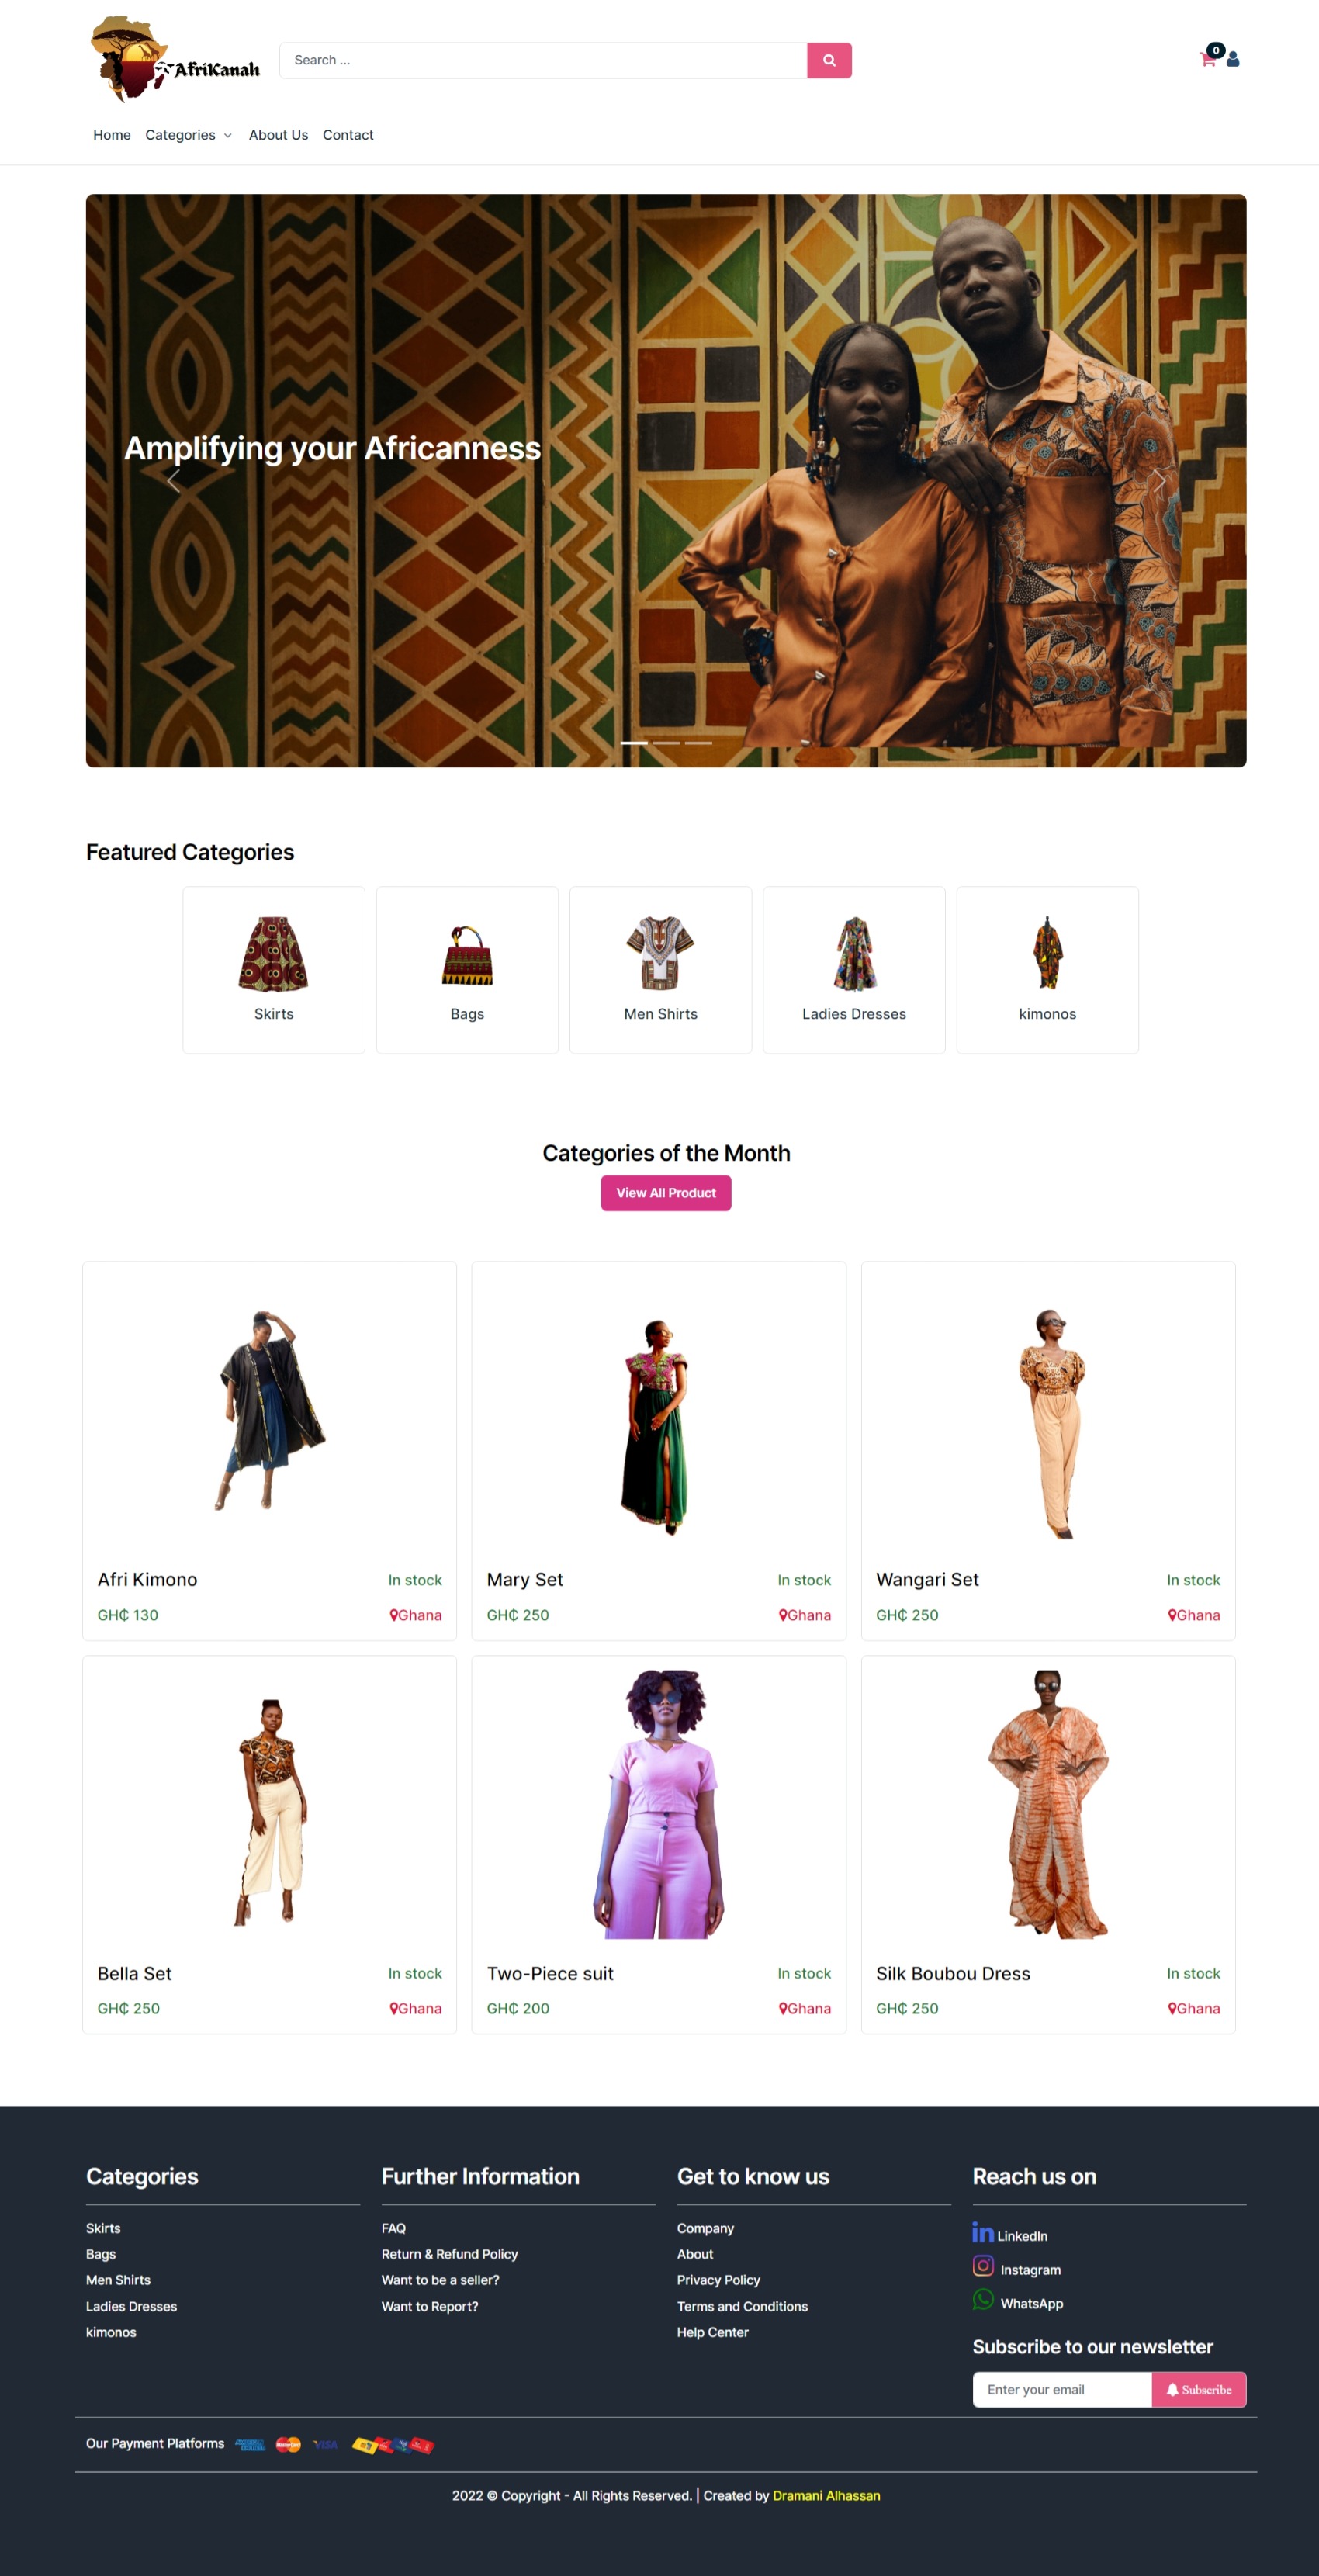 AfriKanah
Search ...
0
Home Categories About Us Contact
Amplifying your Africanness
Featured Categories
Skirts Bags Men Shirts Ladies Dresses kimonos
Categories of the Month
View All Product
Afri Kimono In stock
GH₵ 130 Ghana
Mary Set In stock
GH₵ 250 Ghana
Wangari Set In stock
GH₵ 250 Ghana
Bella Set In stock
GH₵ 250 Ghana
Two-Piece suit In stock
GH₵ 200 Ghana
Silk Boubou Dress In stock
GH₵ 250 Ghana
Categories
Skirts
Bags
Men Shirts
Ladies Dresses
kimonos
Further Information
FAQ
Return & Refund Policy
Want to be a seller?
Want to Report?
Get to know us
Company
About
Privacy Policy
Terms and Conditions
Help Center
Reach us on
in LinkedIn
Instagram
WhatsApp
Subscribe to our newsletter
Enter your email Subscribe
Our Payment Platforms VISA
2022 © Copyright - All Rights Reserved. | Created by Dramani Alhassan